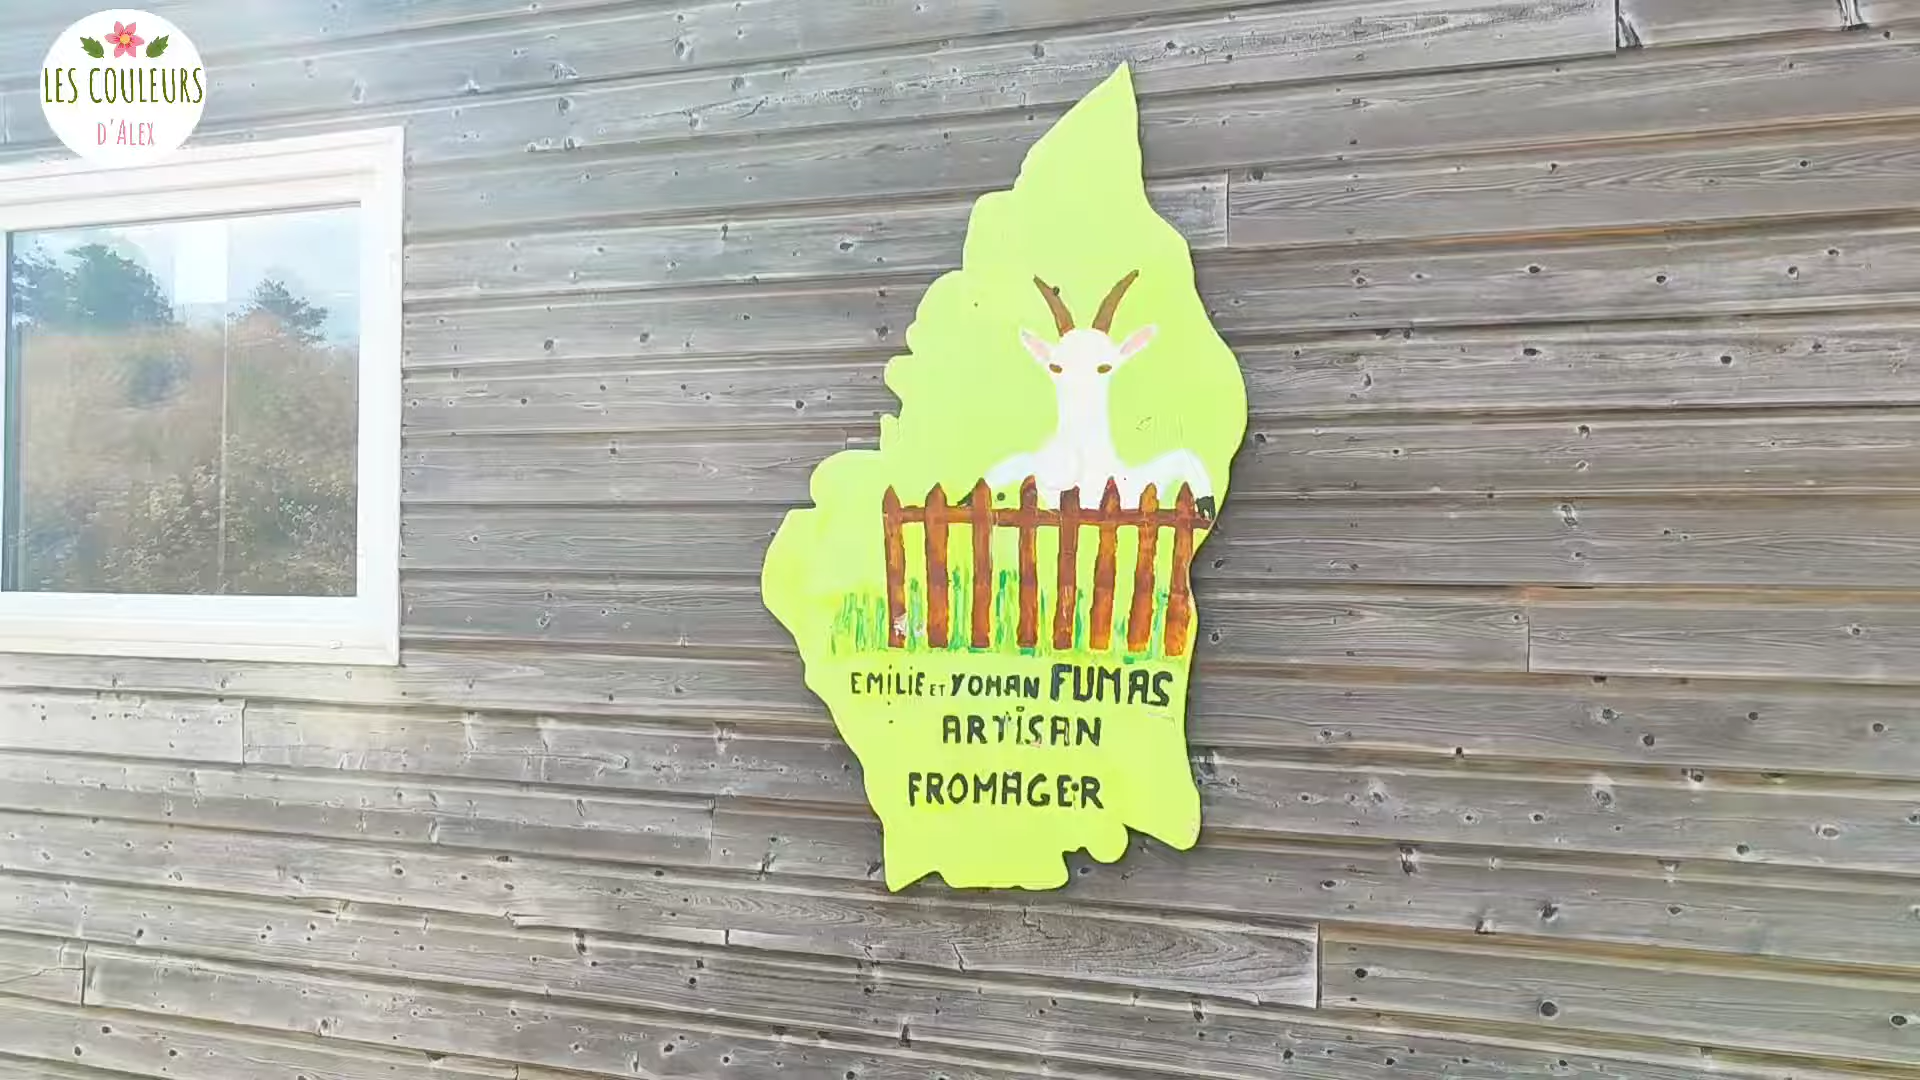 LES COULEURS
D'ALEX
EMILIE ET YOHAN FUMAS
ARTISAN
FROMAGER